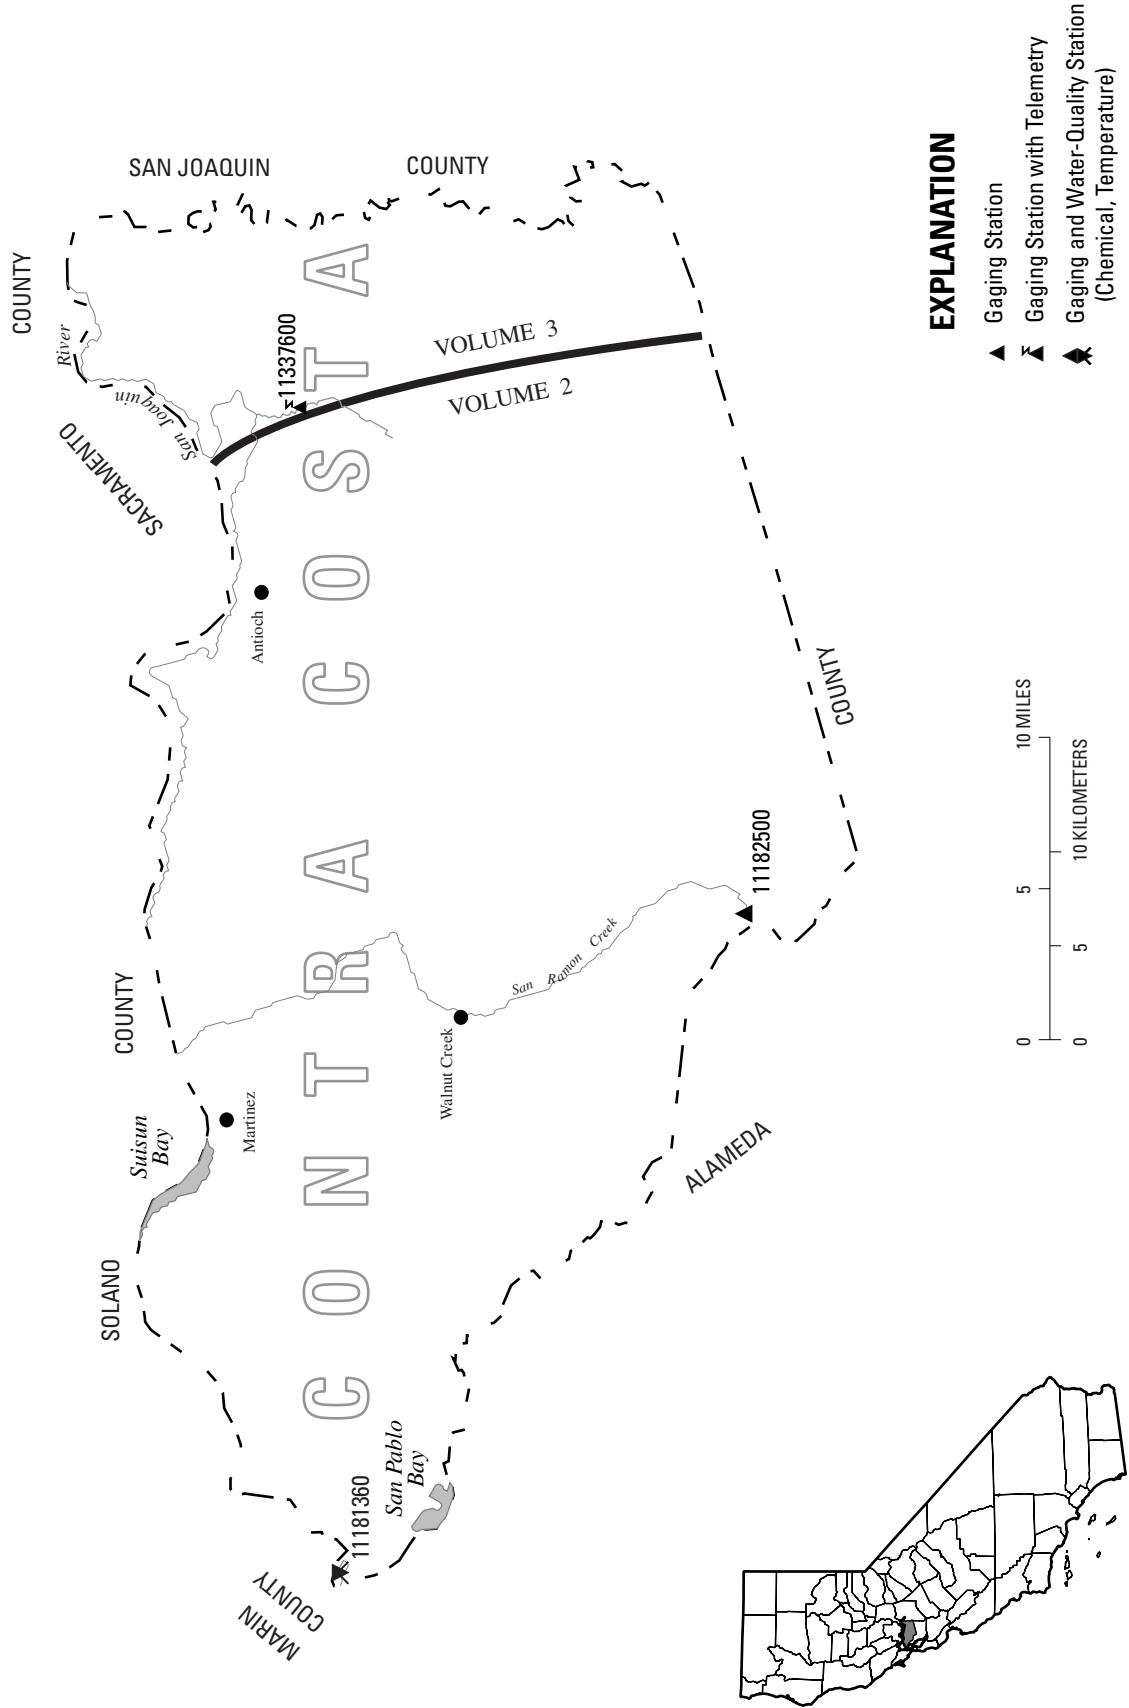 COUNTY
SAN JOAQUIN
COUNTY
SACRAMENTO
San Joaquin
River
11337600
VOLUME 3
VOLUME 2
CONTRA COSTA
Antioch
COUNTY
SOLANO
Suisun
Bay
Martinez
Walnut Creek
San Ramon Creek
11182500
COUNTY
ALAMEDA
San Pablo
Bay
11181360
MARIN
COUNTY
EXPLANATION
Gaging Station
Gaging Station with Telemetry
Gaging and Water-Quality Station
(Chemical, Temperature)
0 5 10 MILES
0 5 10 KILOMETERS